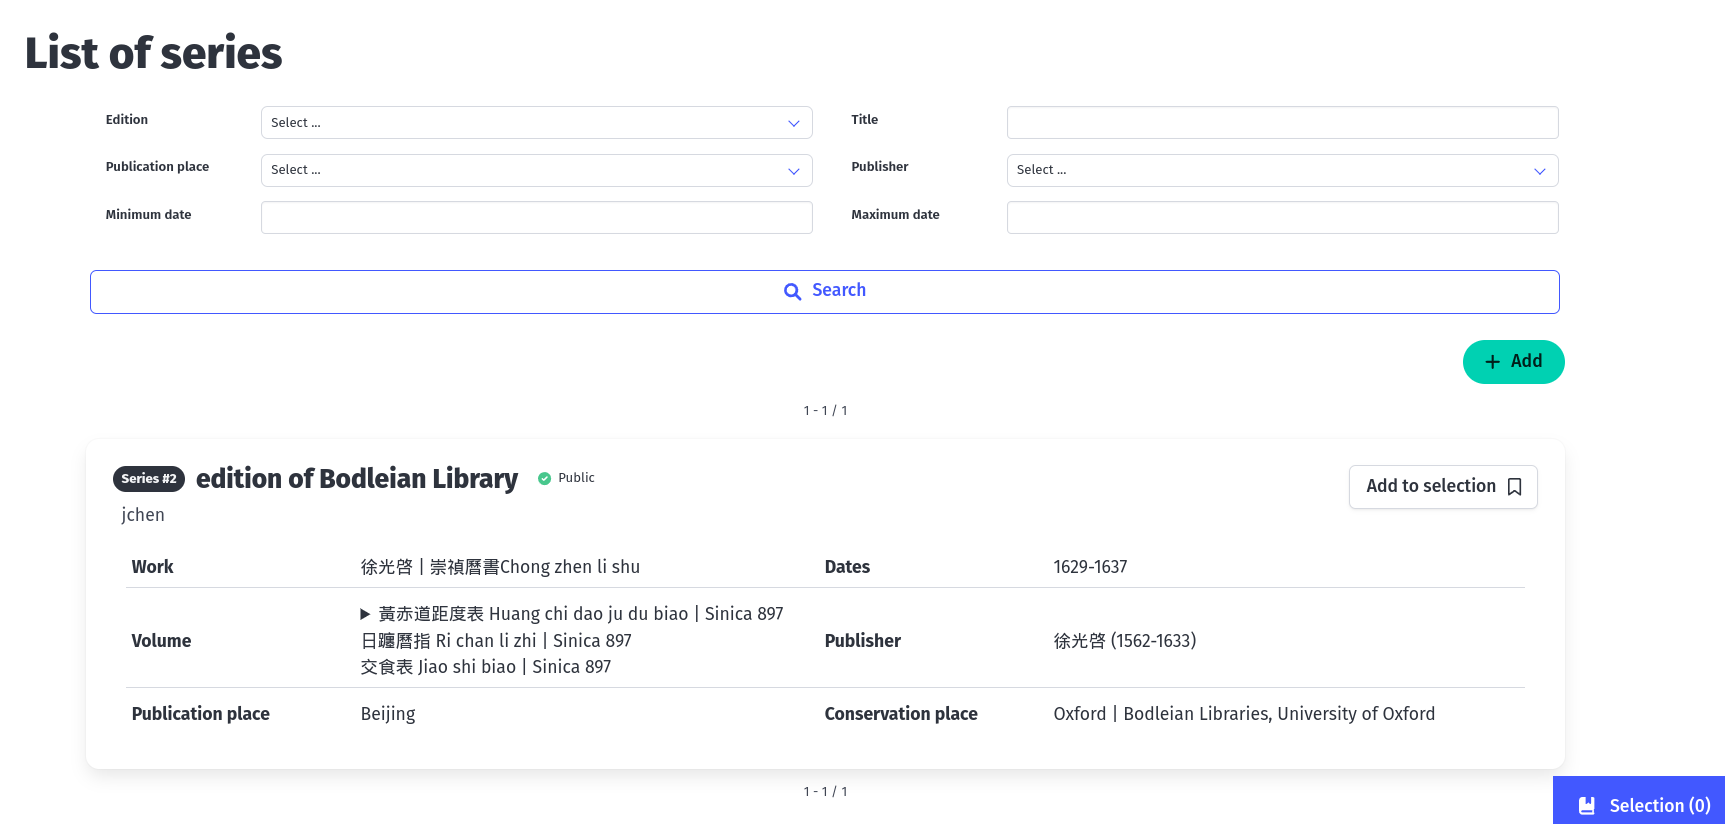 List of series
Edition Select ... Title
Publication place Select ... Publisher Select ...
Minimum date Maximum date
Search
Add
1 - 1 / 1
Series #2 edition of Bodleian Library Public Add to selection
jchen
Work 徐光啓 | 崇禎曆書Chong zhen li shu Dates 1629-1637
▶ 黃赤道距度表 Huang chi dao ju du biao | Sinica 897
Volume 日躔曆指 Ri chan li zhi | Sinica 897 Publisher 徐光啓 (1562-1633)
交食表 Jiao shi biao | Sinica 897
Publication place Beijing Conservation place Oxford | Bodleian Libraries, University of Oxford
1 - 1 / 1
Selection (0)